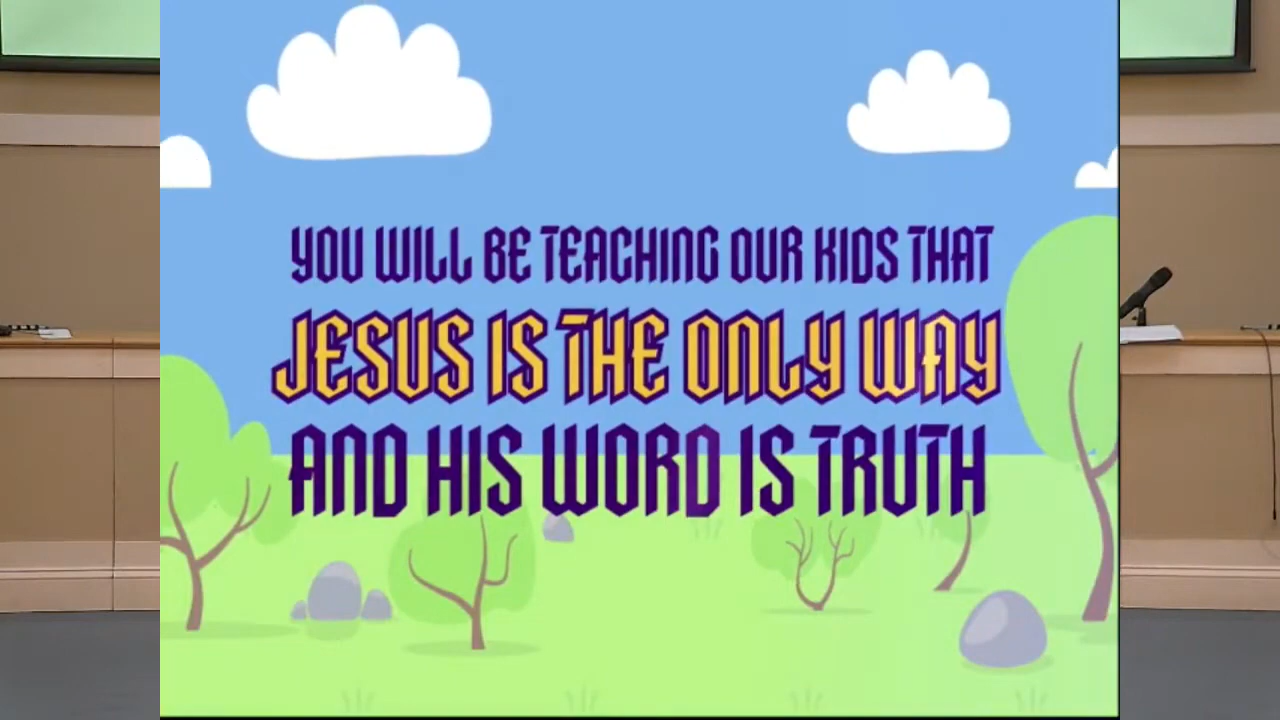 YOU WILL BE TEACHING OUR KIDS THAT
JESUS IS THE ONLY WAY
AND HIS WORD IS TRUTH